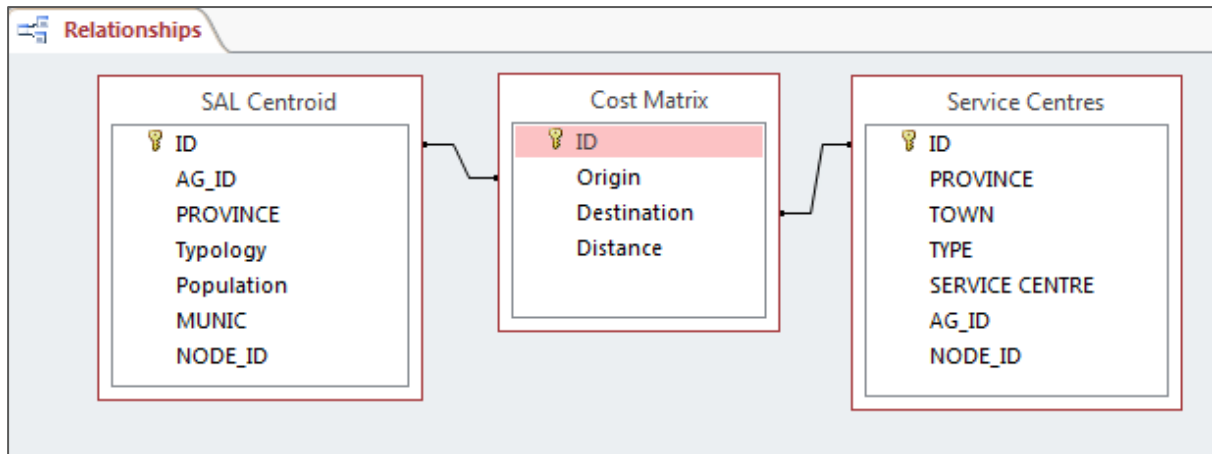 Relationships
SAL Centroid
ID
AG_ID
PROVINCE
Typology
Population
MUNIC
NODE_ID
Cost Matrix
ID
Origin
Destination
Distance
Service Centres
ID
PROVINCE
TOWN
TYPE
SERVICE CENTRE
AG_ID
NODE_ID